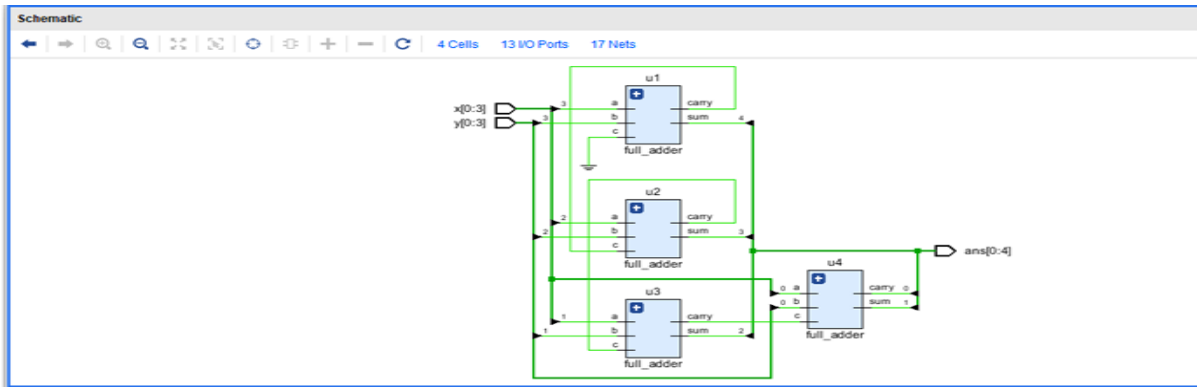 Schematic
4 Cells 13 I/O Ports 17 Nets
u1
x[0:3] 3 a carry
y[0:3] 3 b sum 4
c
full_adder
u2
2 a carry
2 b sum 3
c
full_adder
ans[0:4]
u4
0 a carry 0
0 b sum 1
c
full_adder
u3
1 a carry
1 b sum 2
c
full_adder